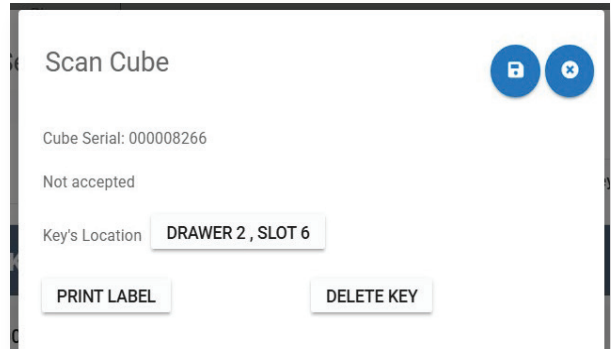 Scan Cube
Cube Serial: 000008266
Not accepted
Key's Location DRAWER 2 , SLOT 6
PRINT LABEL DELETE KEY